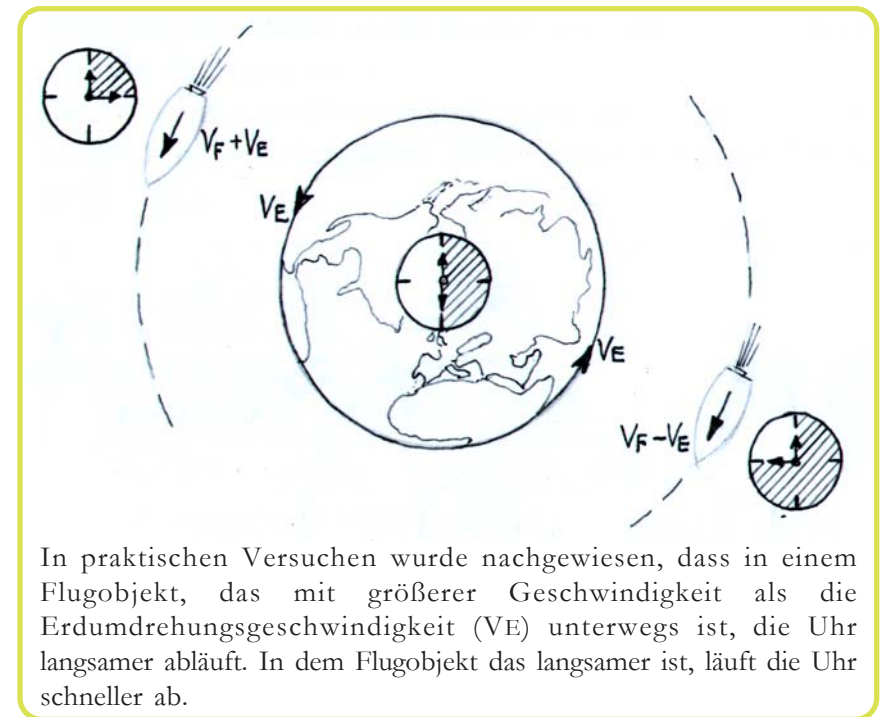 VF+VE
VE
VE
VF-VE
In praktischen Versuchen wurde nachgewiesen, dass in einem
Flugobjekt, das mit größerer Geschwindigkeit als die
Erdumdrehungsgeschwindigkeit (VE) unterwegs ist, die Uhr
langsamer abläuft. In dem Flugobjekt das langsamer ist, läuft die Uhr
schneller ab.